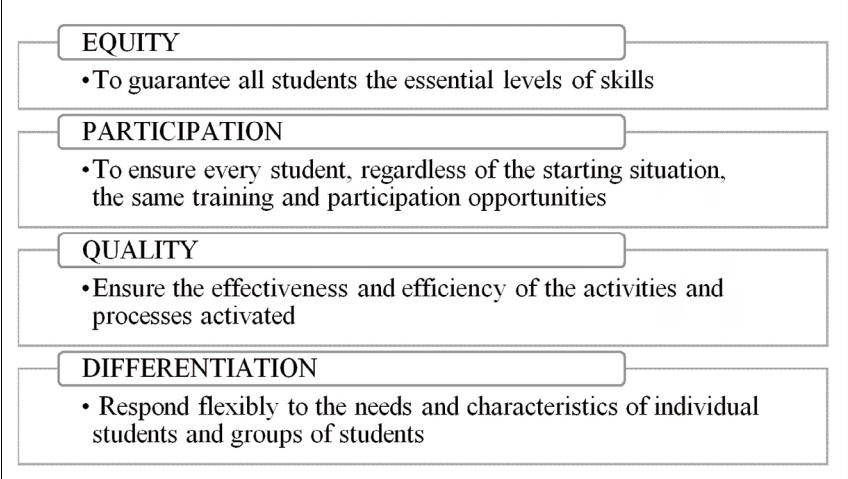 EQUITY
•To guarantee all students the essential levels of skills
PARTICIPATION
•To ensure every student, regardless of the starting situation,
the same training and participation opportunities
QUALITY
•Ensure the effectiveness and efficiency of the activities and
processes activated
DIFFERENTIATION
• Respond flexibly to the needs and characteristics of individual
students and groups of students